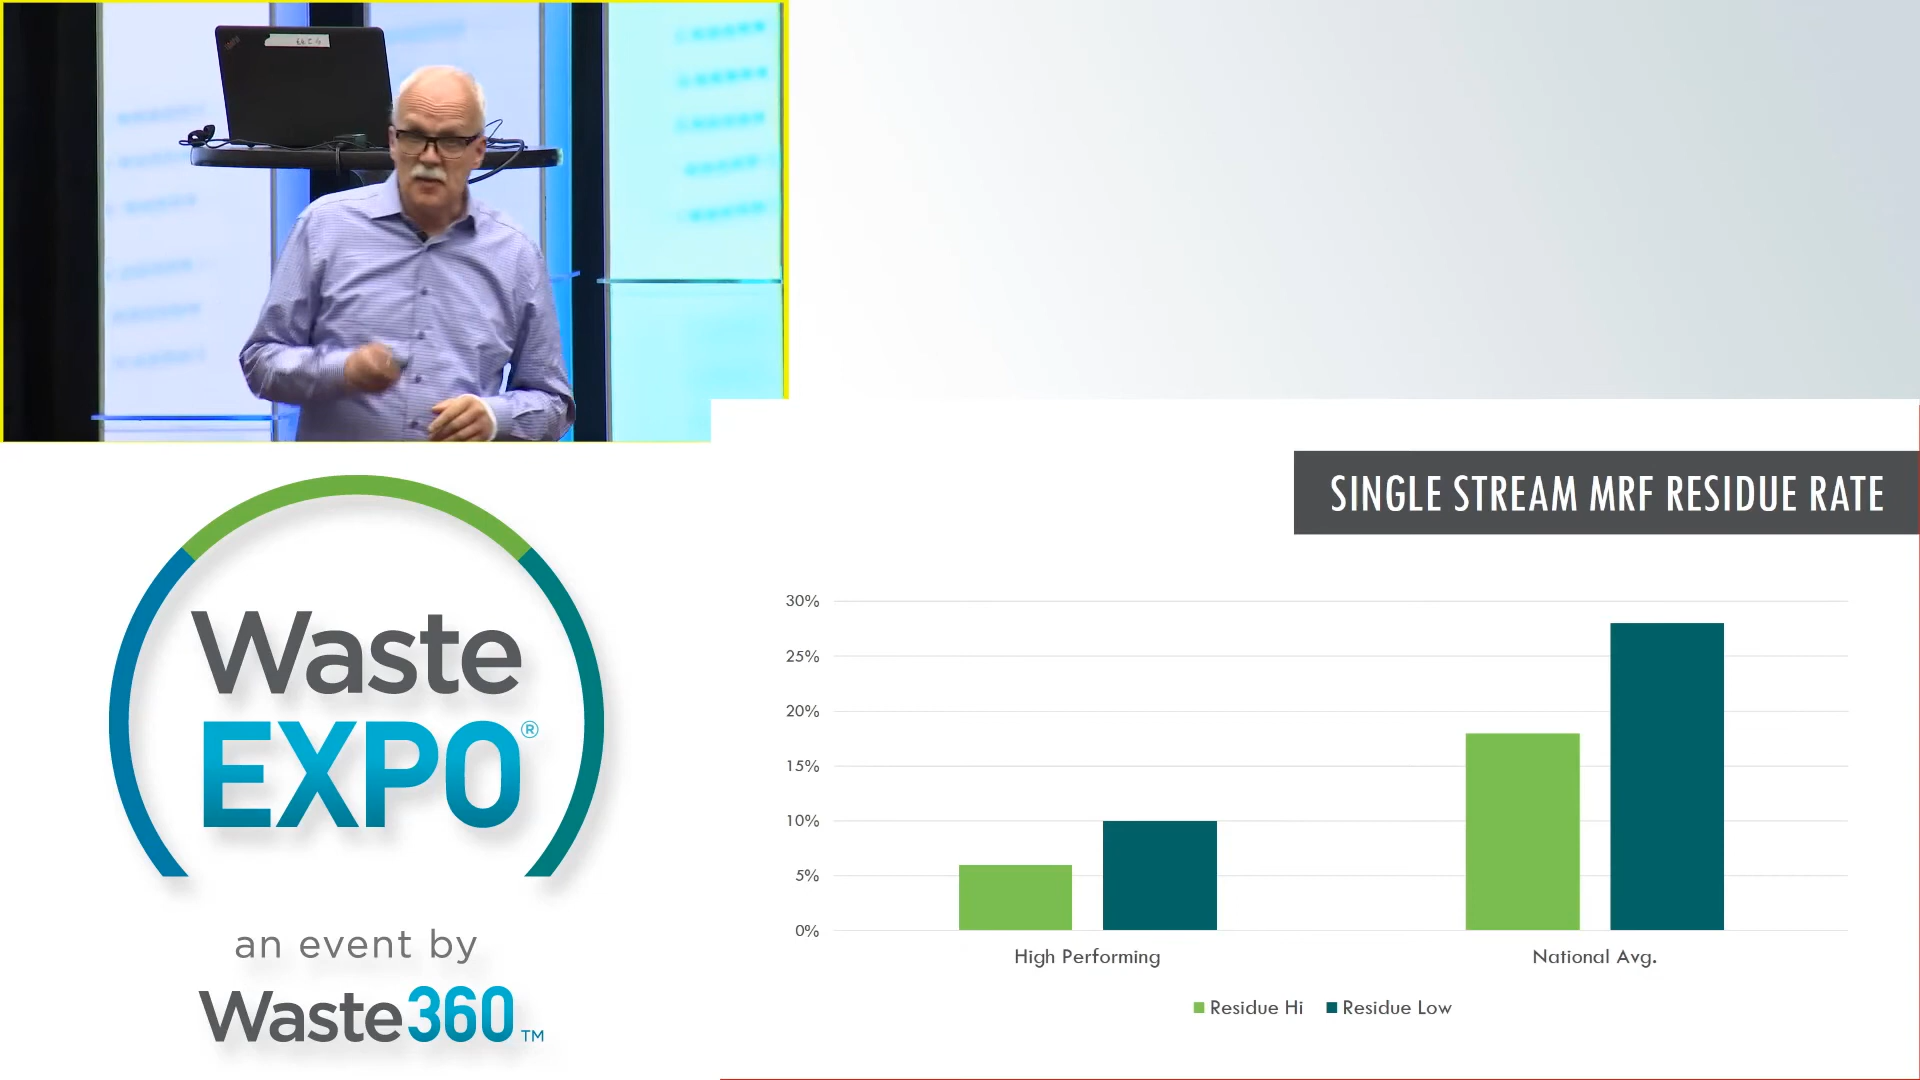 SINGLE STREAM MRF RESIDUE RATE
Waste
EXPO®
an event by
Waste360™
30%
25%
20%
15%
10%
5%
0%
High Performing
National Avg.
Residue Hi
Residue Low